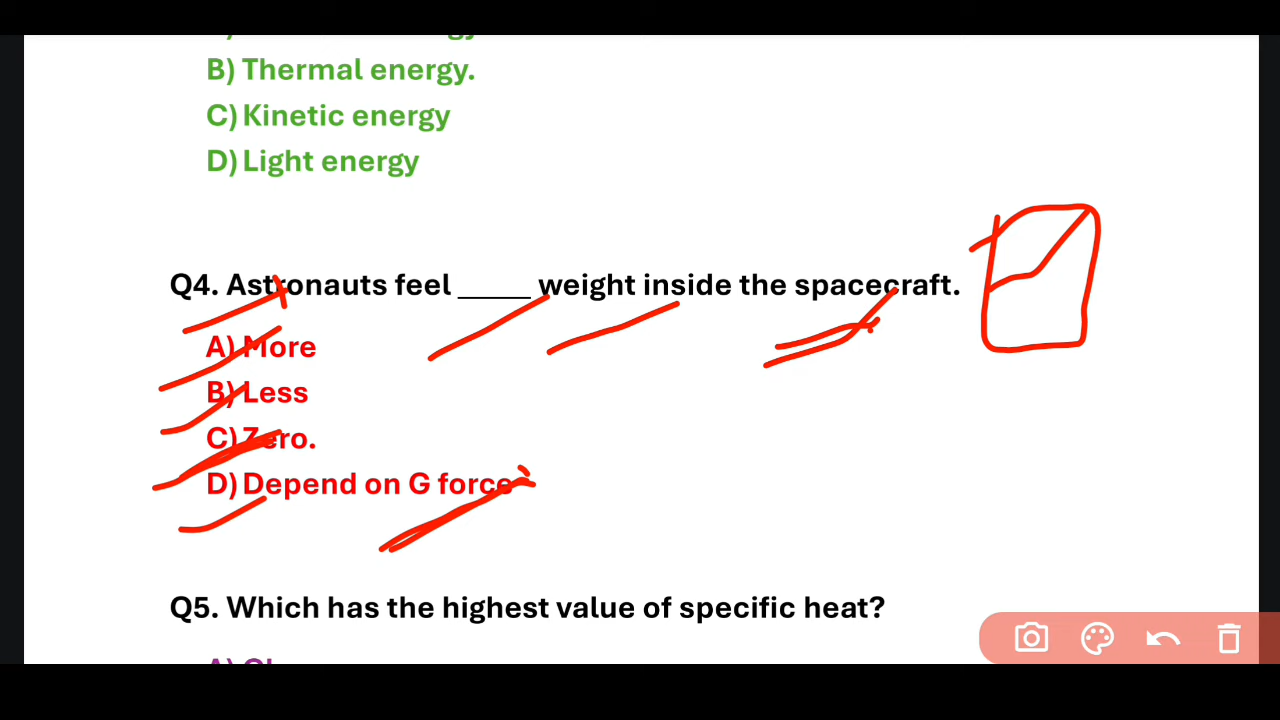 B) Thermal energy.
C) Kinetic energy
D) Light energy
Q4. Astronauts feel _____ weight inside the spacecraft.
A) More
B) Less
C) Zero.
D) Depend on G force
Q5. Which has the highest value of specific heat?